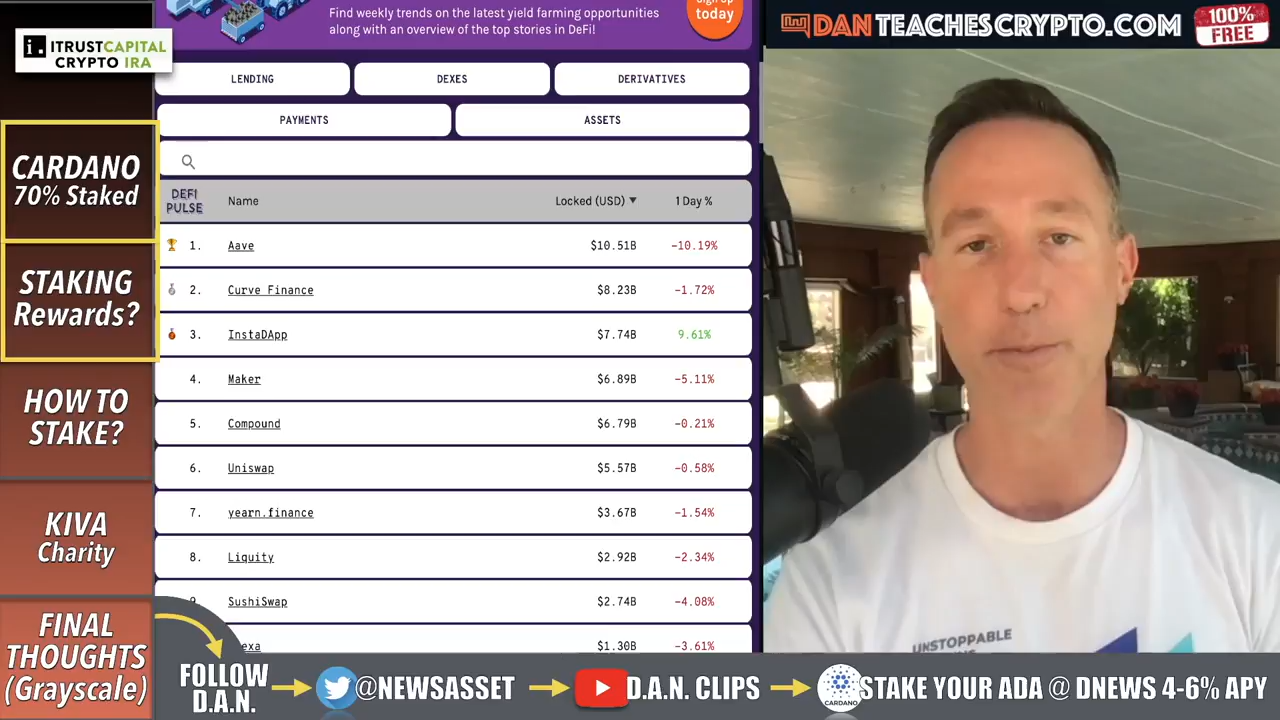 Find weekly trends on the latest yield farming opportunities
along with an overview of the top stories in DeFi!
today
DANTEACHESCRYPTO.COM
100%
FREE
i. ITRUSTCAPITAL
CRYPTO IRA
LENDING
DEXES
DERIVATIVES
PAYMENTS
ASSETS
DEFI
PULSE
Name
Locked (USD) ▼
1 Day %
1. Aave $10.51B -10.19%
2. Curve Finance $8.23B -1.72%
3. InstaDApp $7.74B 9.61%
4. Maker $6.89B -5.11%
5. Compound $6.79B -0.21%
6. Uniswap $5.57B -0.58%
7. yearn.finance $3.67B -1.54%
8. Liquity $2.92B -2.34%
9. SushiSwap $2.74B -4.08%
exa $1.30B -3.61%
CARDANO
70% Staked
STAKING
Rewards?
HOW TO
STAKE?
KIVA
Charity
FINAL
THOUGHTS
(Grayscale)
UNSTOPPABLE
FOLLOW
D.A.N.
@NEWSASSET
D.A.N. CLIPS
CARDANO
STAKE YOUR ADA @ DNEWS 4-6% APY